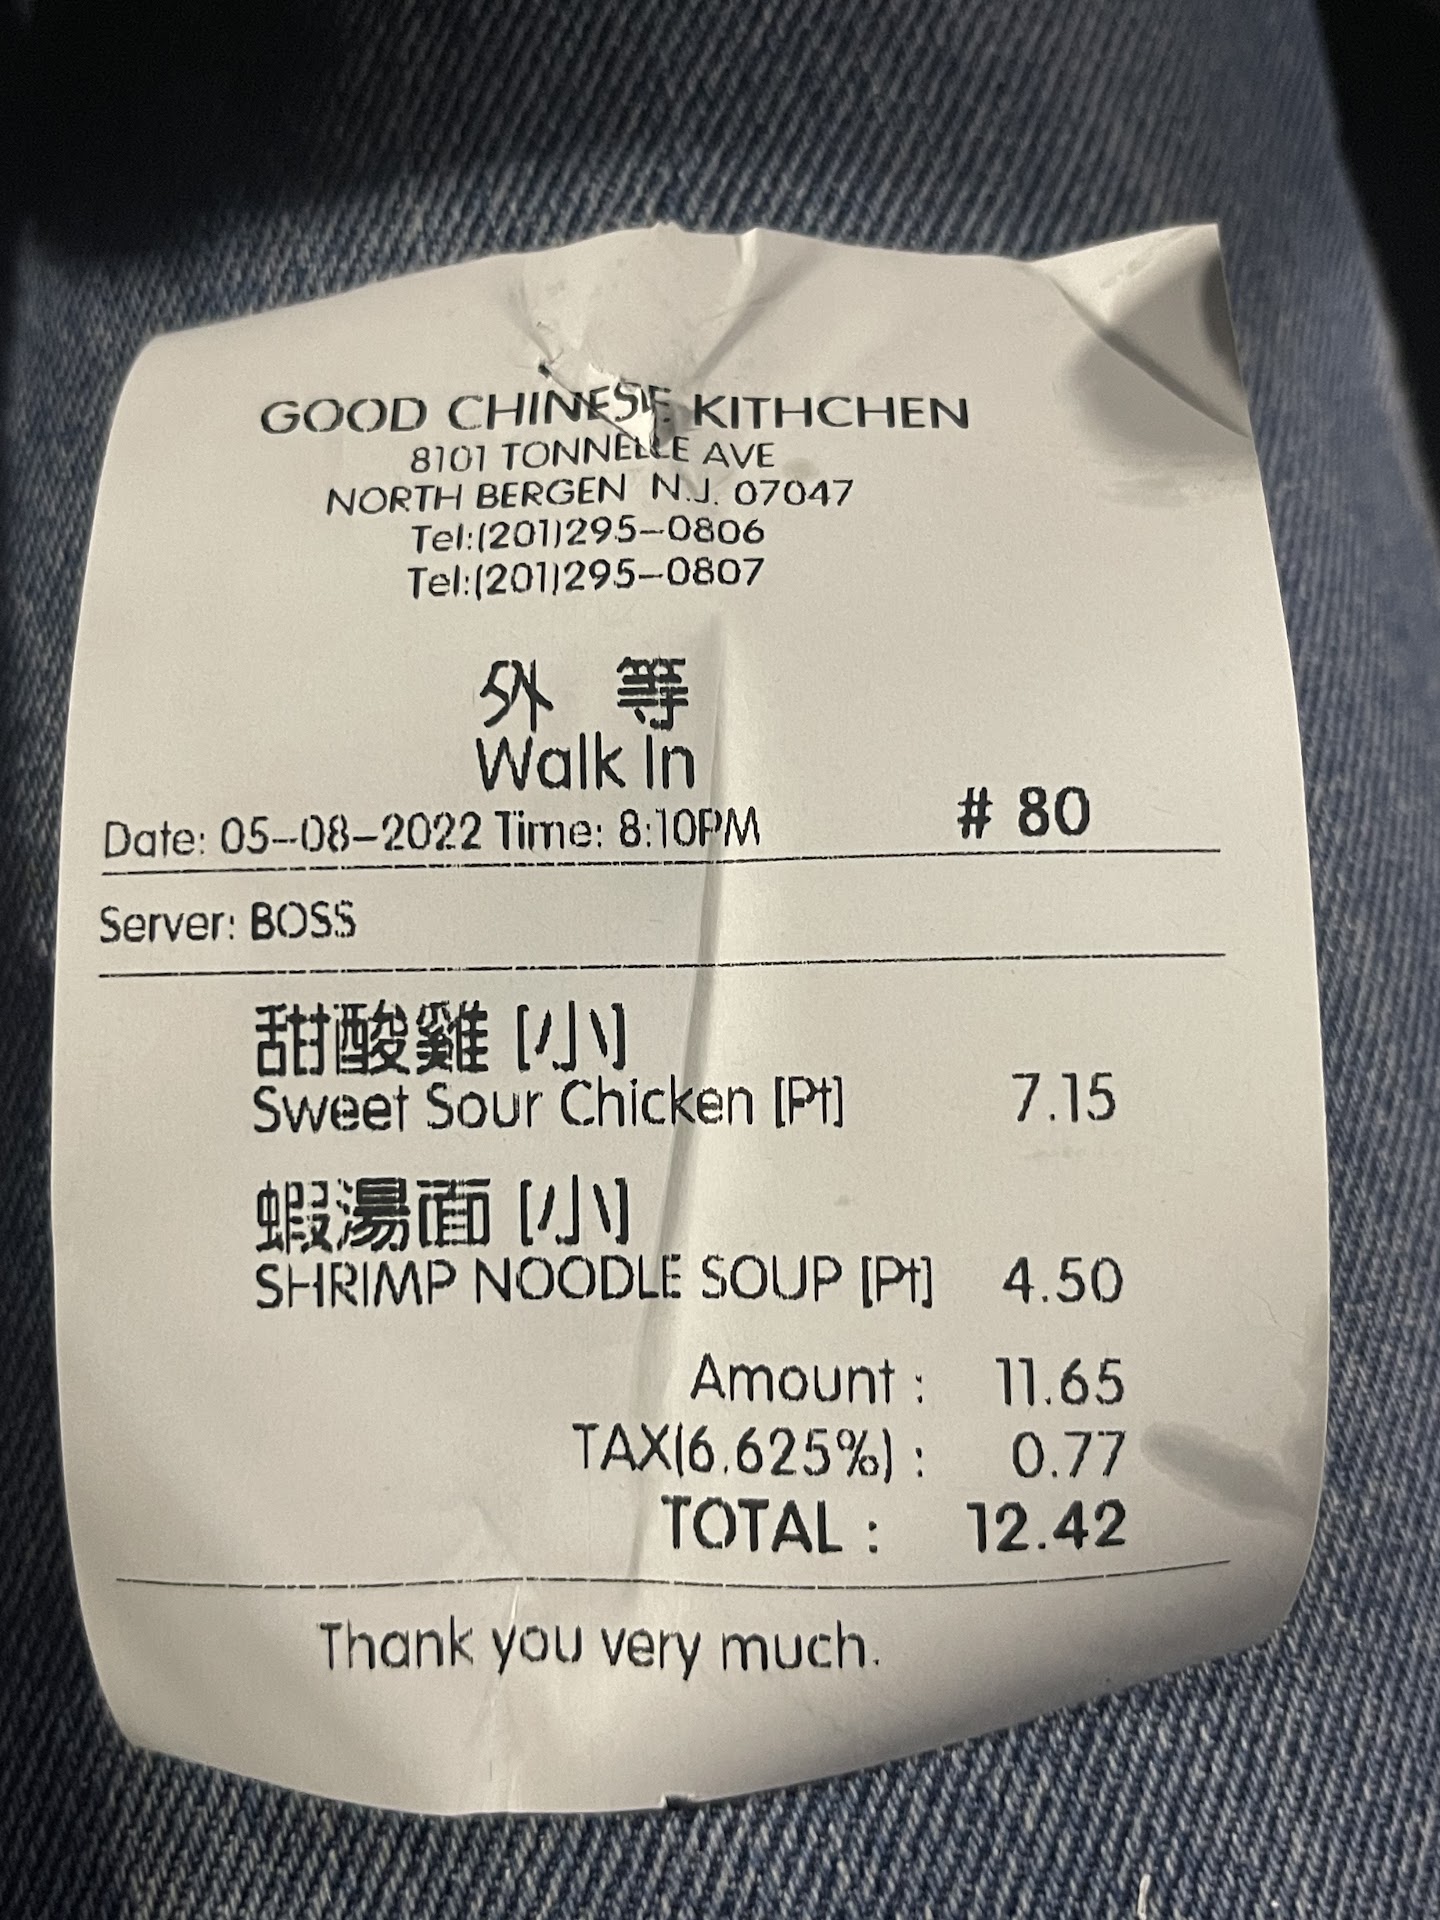 GOOD CHINESE KITHCHEN
8101 TONNELLE AVE
NORTH BERGEN N.J. 07047
Tel:(201)295-0806
Tel:(201)295-0807
外 等
Walk In
Date: 05-08-2022 Time: 8:10PM # 80
Server: BOSS
甜酸雞 [小]
Sweet Sour Chicken [Pt] 7.15
蝦湯面 [小]
SHRIMP NOODLE SOUP [Pt] 4.50
Amount : 11.65
TAX(6.625%) : 0.77
TOTAL : 12.42
Thank you very much.